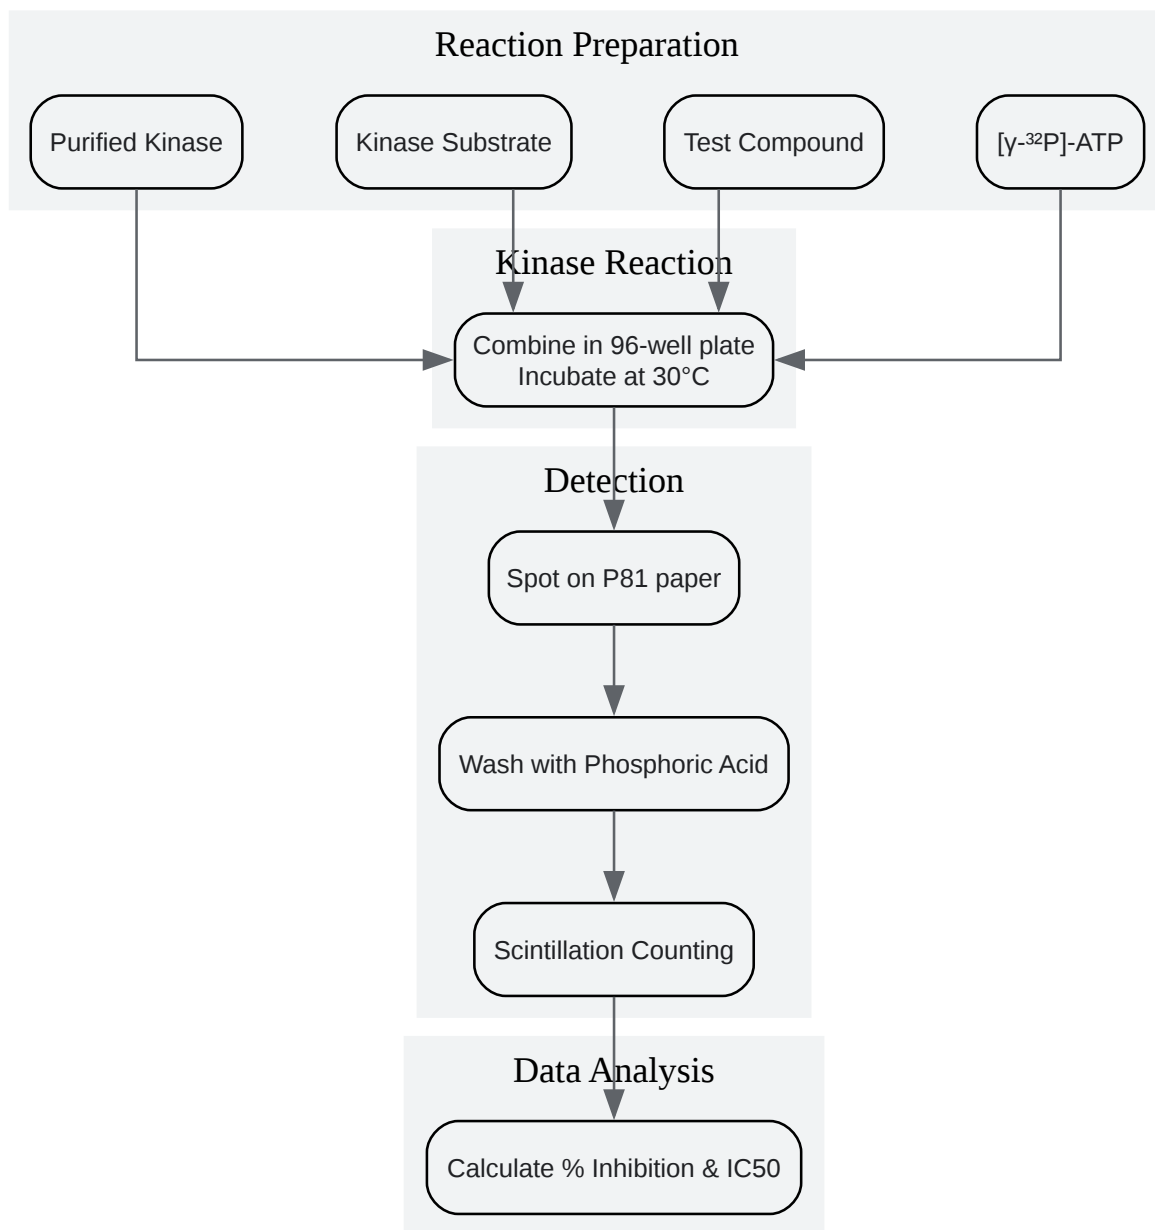 Reaction Preparation
Purified Kinase
Kinase Substrate
Test Compound
[γ-³²P]-ATP
Kinase Reaction
Combine in 96-well plate
Incubate at 30°C
Detection
Spot on P81 paper
Wash with Phosphoric Acid
Scintillation Counting
Data Analysis
Calculate % Inhibition & IC50